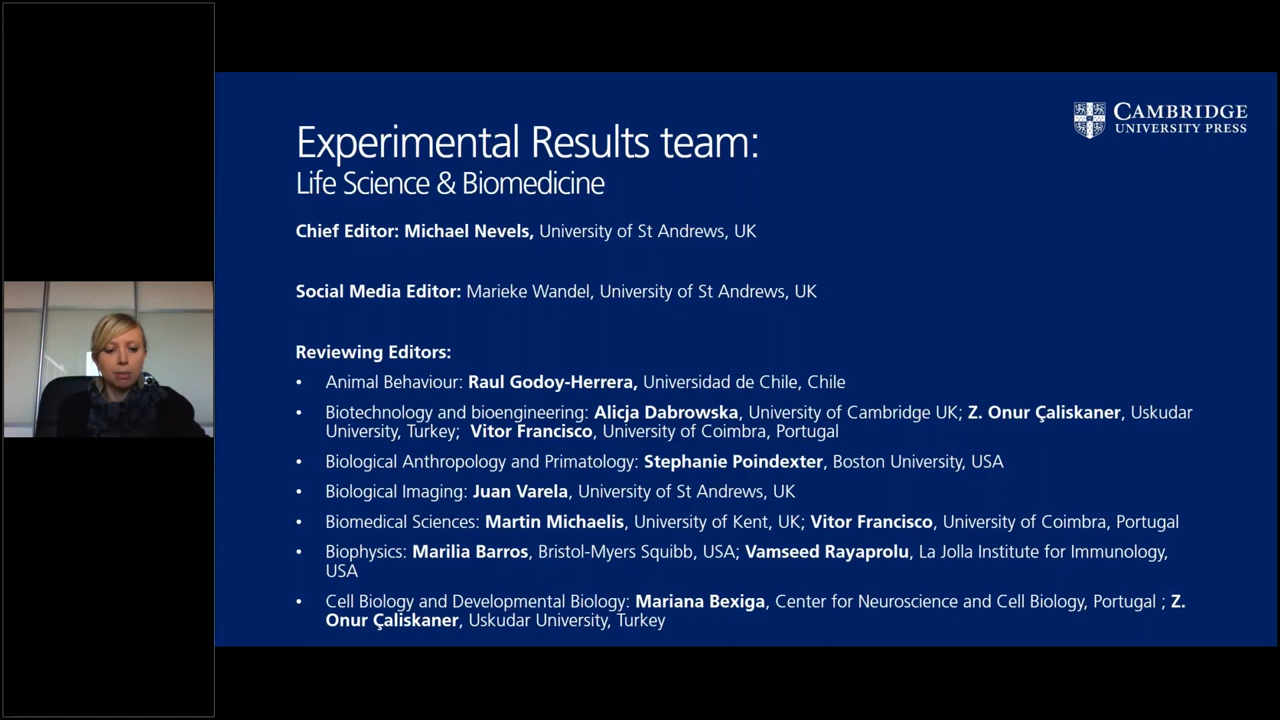 CAMBRIDGE
UNIVERSITY PRESS
Experimental Results team:
Life Science & Biomedicine
Chief Editor: Michael Nevels, University of St Andrews, UK
Social Media Editor: Marieke Wandel, University of St Andrews, UK
Reviewing Editors:
• Animal Behaviour: Raul Godoy-Herrera, Universidad de Chile, Chile
• Biotechnology and bioengineering: Alicja Dabrowska, University of Cambridge UK; Z. Onur Çaliskaner, Uskudar
University, Turkey; Vitor Francisco, University of Coimbra, Portugal
• Biological Anthropology and Primatology: Stephanie Poindexter, Boston University, USA
• Biological Imaging: Juan Varela, University of St Andrews, UK
• Biomedical Sciences: Martin Michaelis, University of Kent, UK; Vitor Francisco, University of Coimbra, Portugal
• Biophysics: Marilia Barros, Bristol-Myers Squibb, USA; Vamseed Rayaprolu, La Jolla Institute for Immunology,
USA
• Cell Biology and Developmental Biology: Mariana Bexiga, Center for Neuroscience and Cell Biology, Portugal ; Z.
Onur Çaliskaner, Uskudar University, Turkey